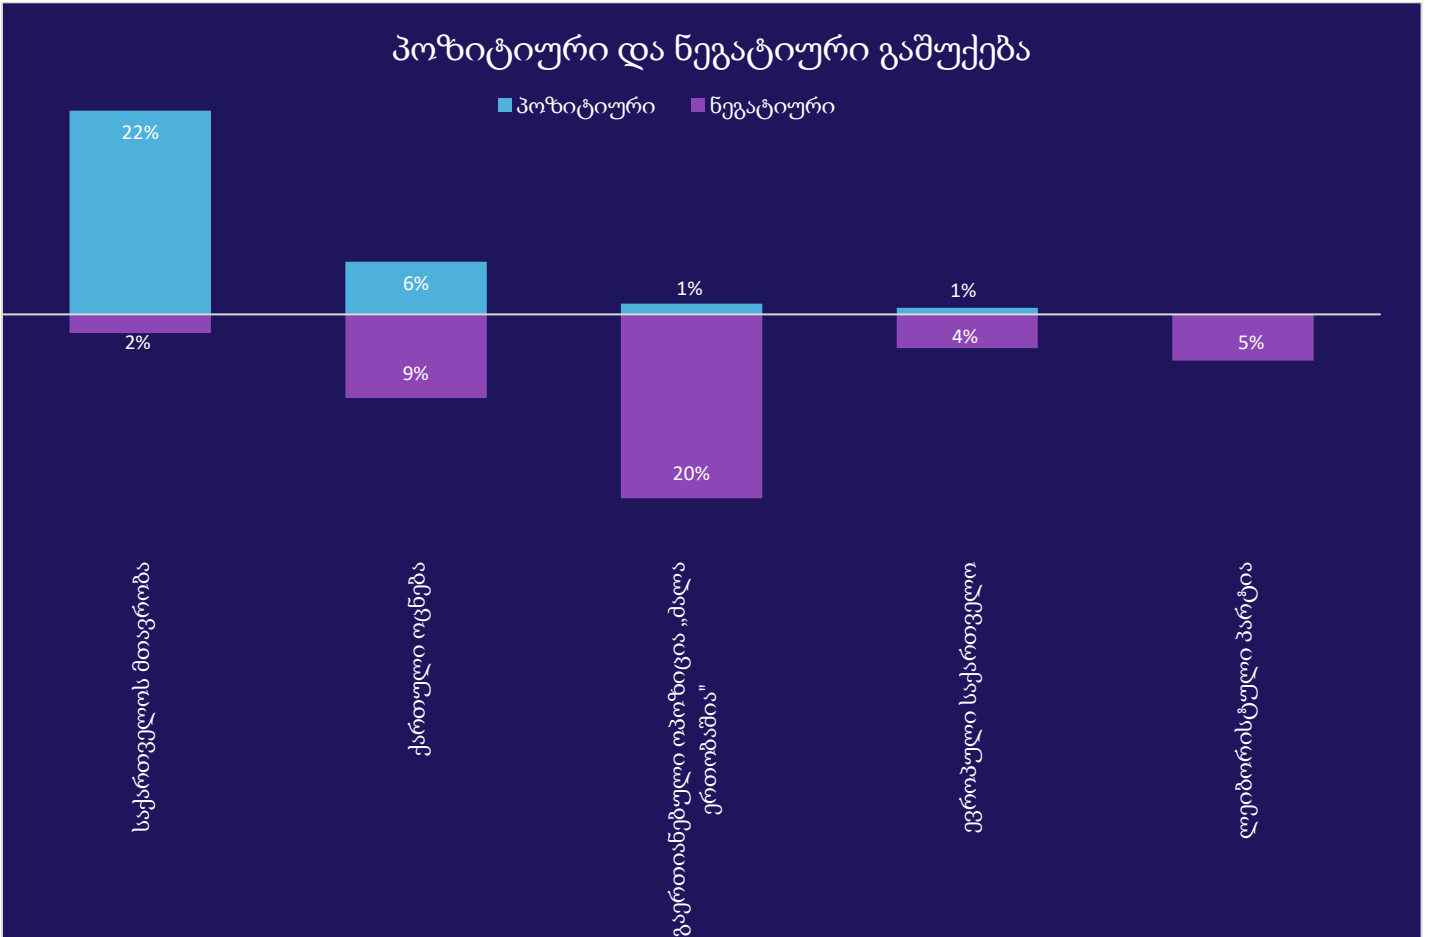 პოზიტიური და ნეგატიური გაშუქება
პოზიტიური ნეგატიური
22%
6%
1%
1%
2%
9%
20%
4%
5%
საქართველოს მთავრობა
ქართული ოცნება
გაერთიანებული ოპოზიცია „ძალა
ერთობაშია"
ევროპული საქართველო
ლეიბორისტული პარტია